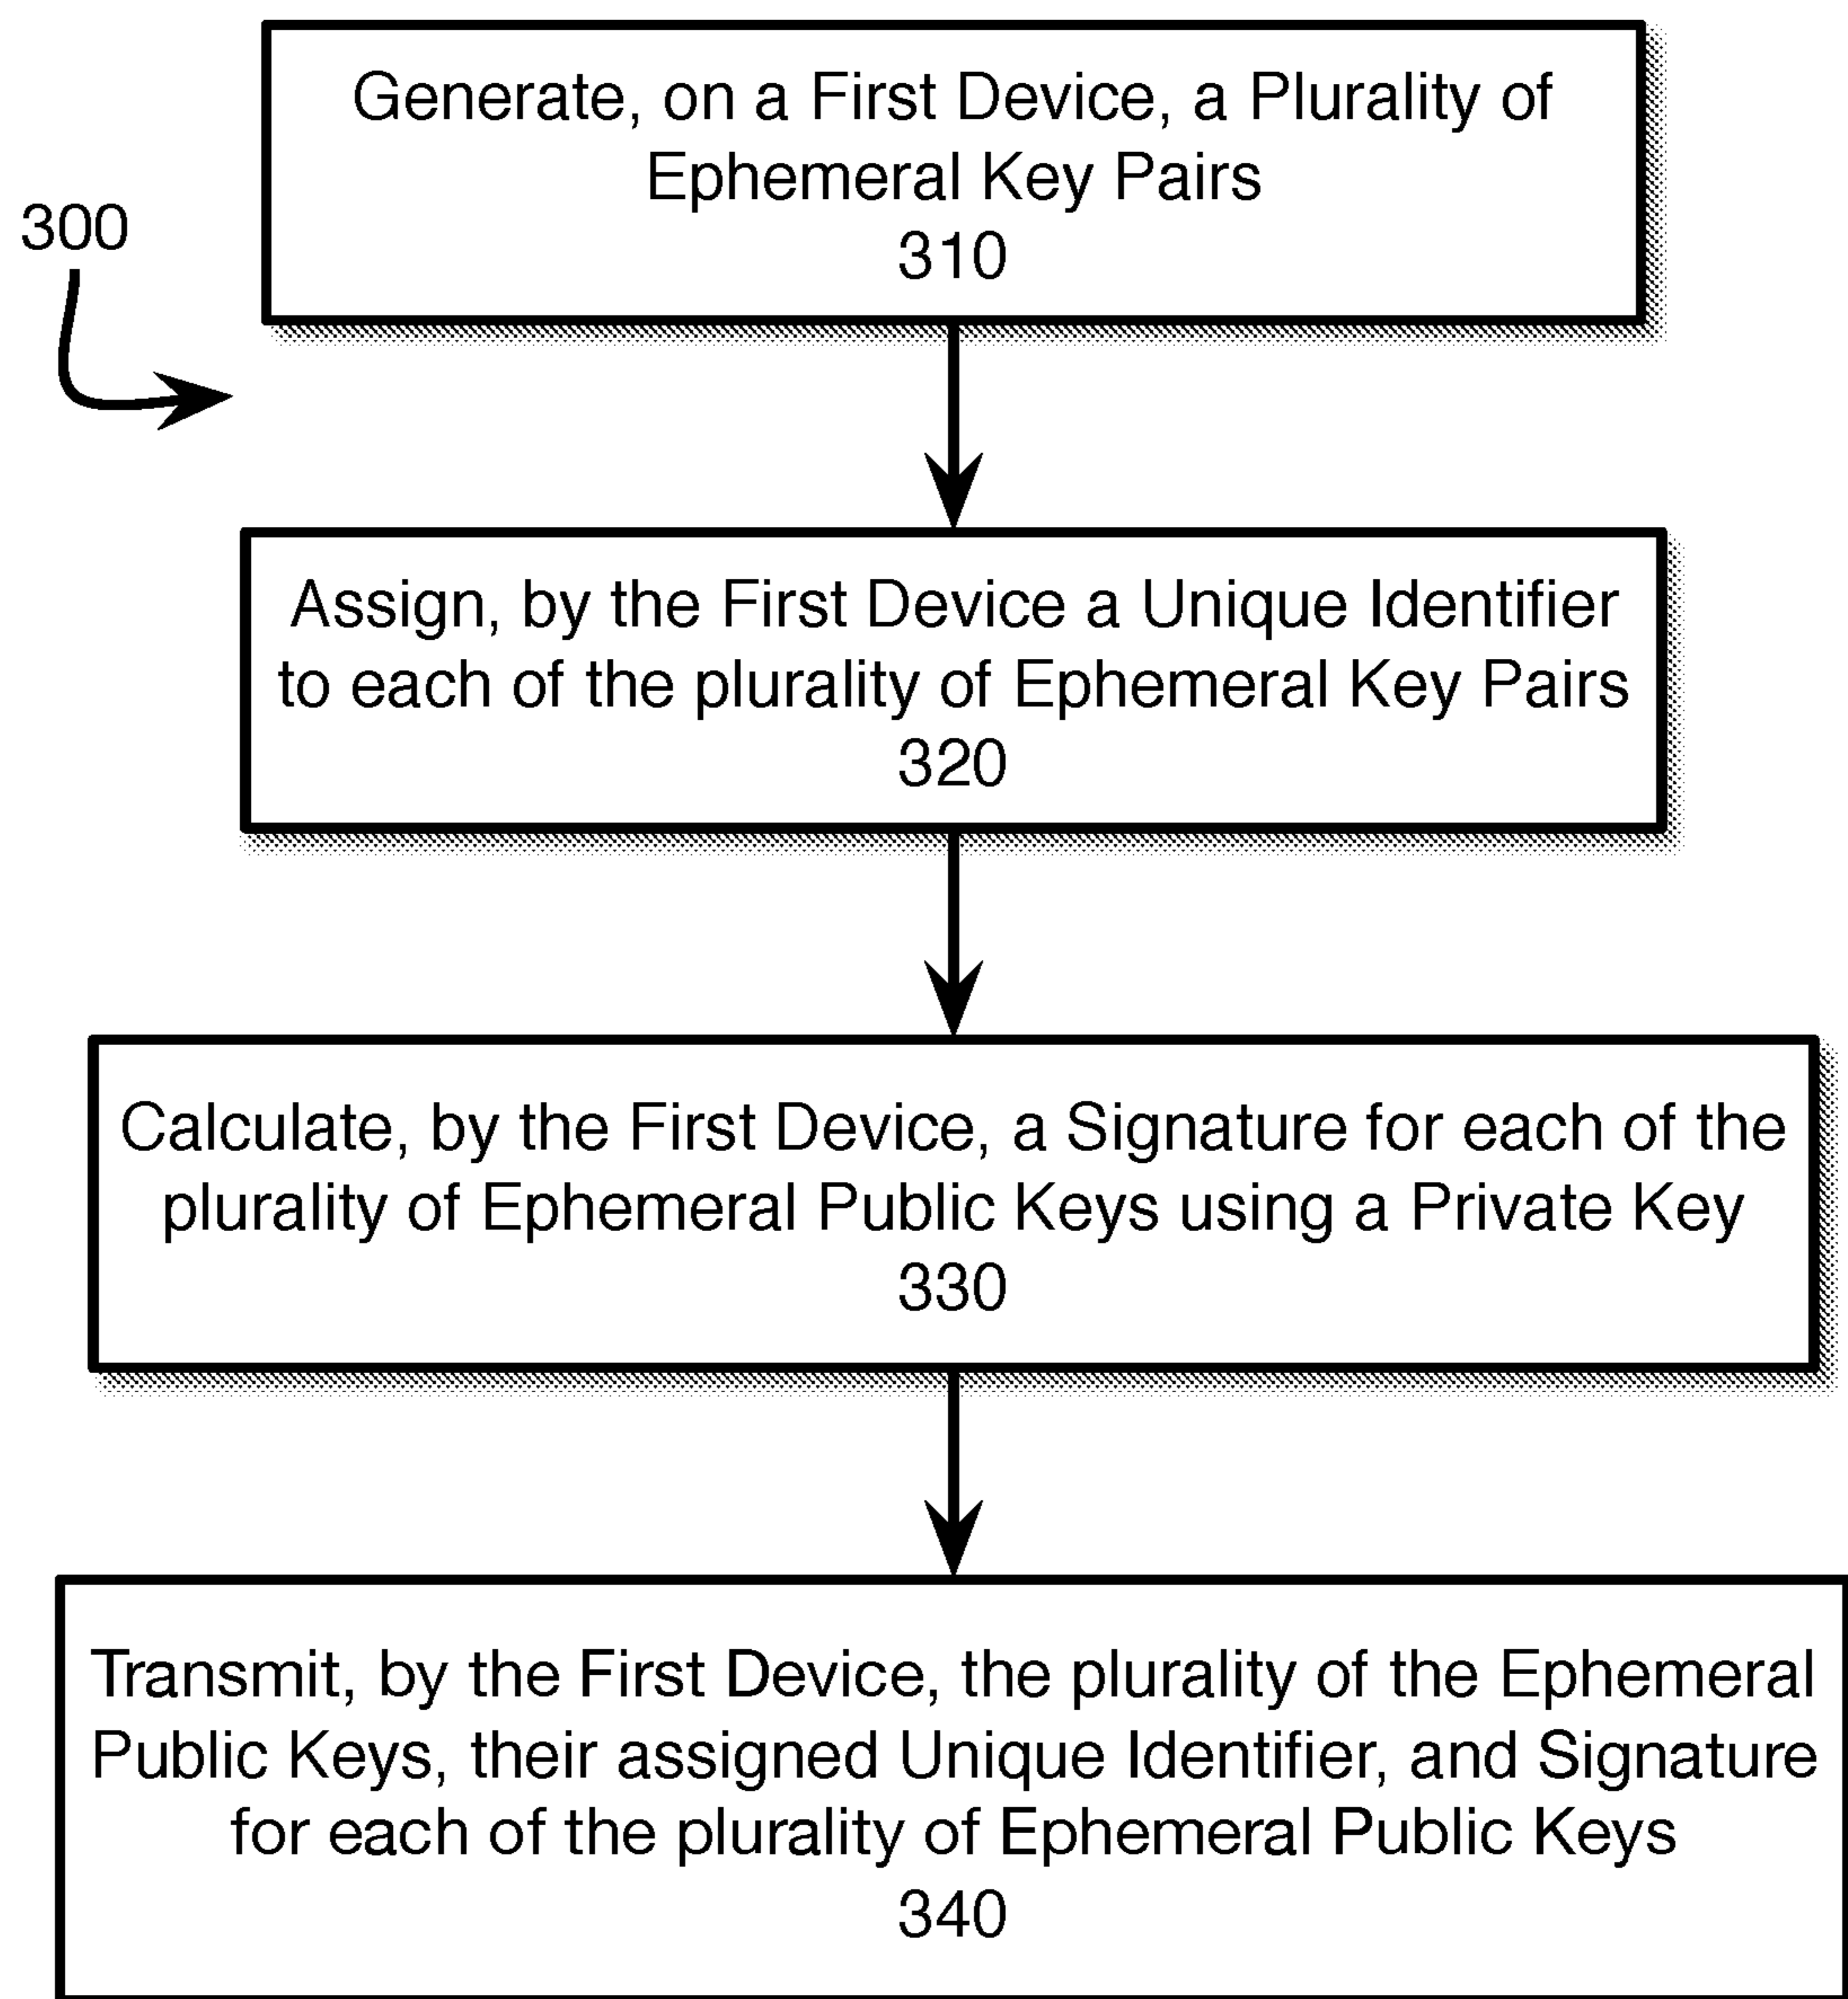 Generate, on a First Device, a Plurality of
Ephemeral Key Pairs
310
300
Assign, by the First Device a Unique Identifier
to each of the plurality of Ephemeral Key Pairs
320
Calculate, by the First Device, a Signature for each of the
plurality of Ephemeral Public Keys using a Private Key
330
Transmit, by the First Device, the plurality of the Ephemeral
Public Keys, their assigned Unique Identifier, and Signature
for each of the plurality of Ephemeral Public Keys
340